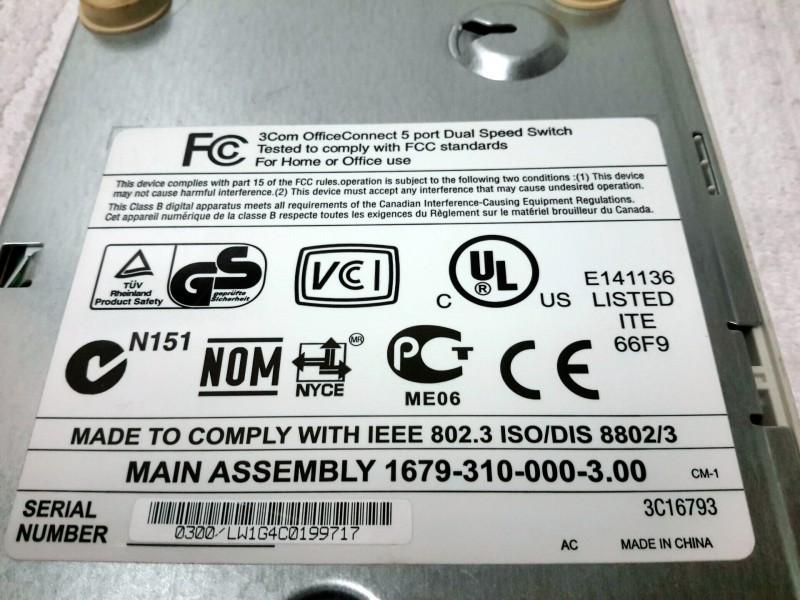 FC 3Com OfficeConnect 5 port Dual Speed Switch
Tested to comply with FCC standards
For Home or Office use
This device complies with part 15 of the FCC rules.operation is subject to the following two conditions :(1) This device
may not cause harmful interference.(2) This device must accept any interference that may cause undesired operation.
This Class B digital apparatus meets all requirements of the Canadian Interference-Causing Equipment Regulations.
Cet appareil numérique de la classe B respecte toutes les exigences du Règlement sur le matériel brouilleur du Canada.
TÜV
Rheinland
Product Safety
GS
geprüfte
Sicherheit
VCI
C UL ® US
E141136
LISTED
ITE
66F9
N151
NOM
NYCE
MR
PCT
ME06
CE
MADE TO COMPLY WITH IEEE 802.3 ISO/DIS 8802/3
MAIN ASSEMBLY 1679-310-000-3.00 CM-1
SERIAL
NUMBER
0300/LW1G4C0199717
3C16793
AC MADE IN CHINA